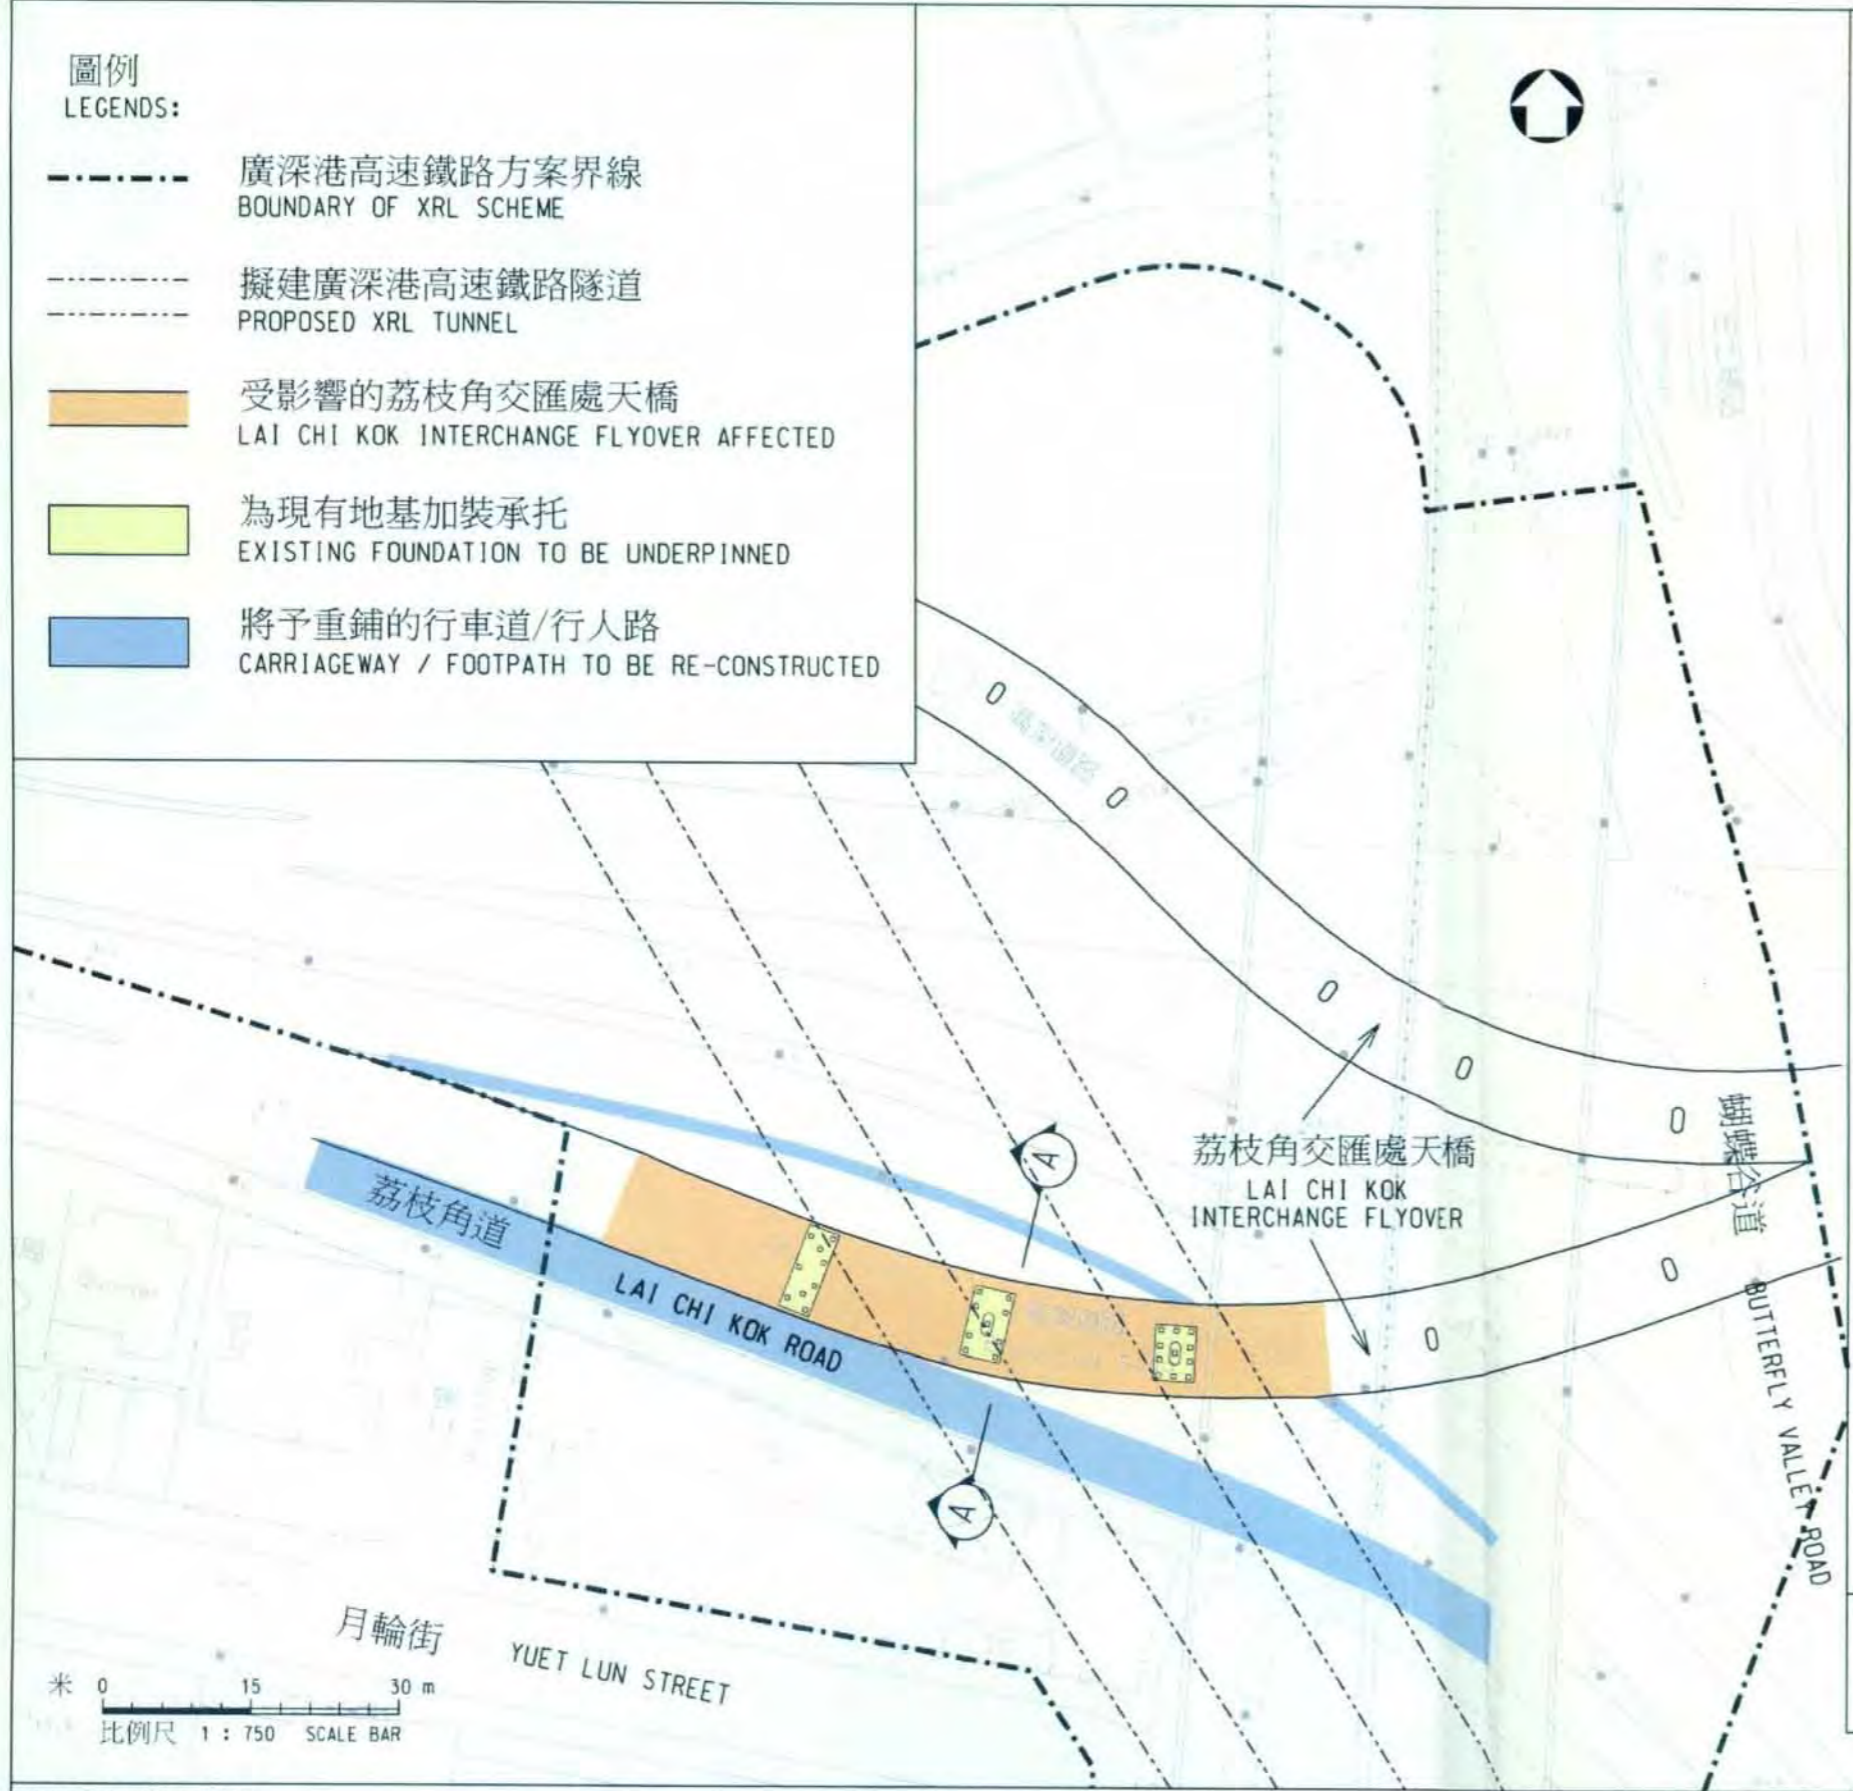 圖例
LEGENDS:
廣深港高速鐵路方案界線
BOUNDARY OF XRL SCHEME
擬建廣深港高速鐵路隧道
PROPOSED XRL TUNNEL
受影響的荔枝角交匯處天橋
LAI CHI KOK INTERCHANGE FLYOVER AFFECTED
為現有地基加裝承托
EXISTING FOUNDATION TO BE UNDERPINNED
將予重鋪的行車道/行人路
CARRIAGEWAY / FOOTPATH TO BE RE-CONSTRUCTED
A
荔枝角交匯處天橋
LAI CHI KOK
INTERCHANGE FLYOVER
蝴蝶谷道
BUTTERFLY VALLEY ROAD
荔枝角道
LAI CHI KOK ROAD
A
月輪街
YUET LUN STREET
米 0 15 30 m
比例尺 1 : 750 SCALE BAR